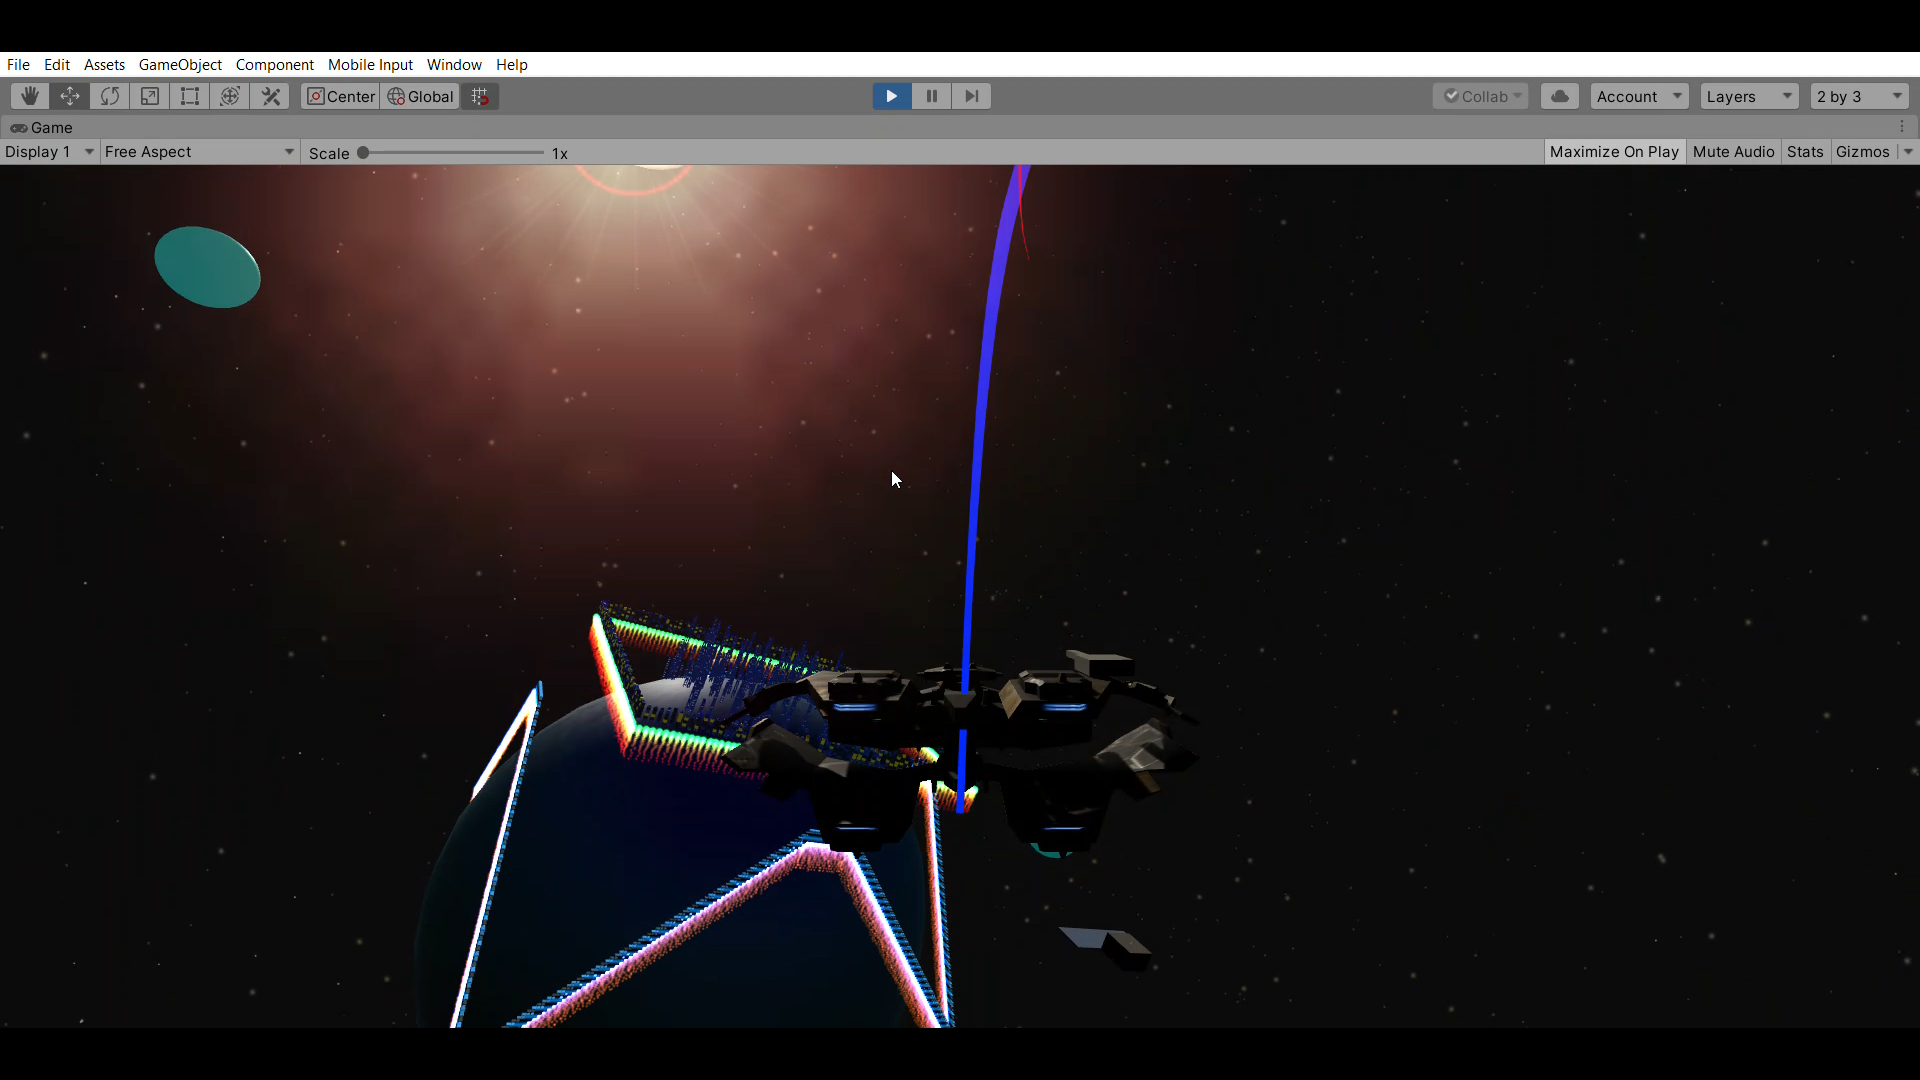 File Edit Assets GameObject Component Mobile Input Window Help
Center Global Collab Account Layers 2 by 3
Game
Display 1 Free Aspect Scale 1x Maximize On Play Mute Audio Stats Gizmos